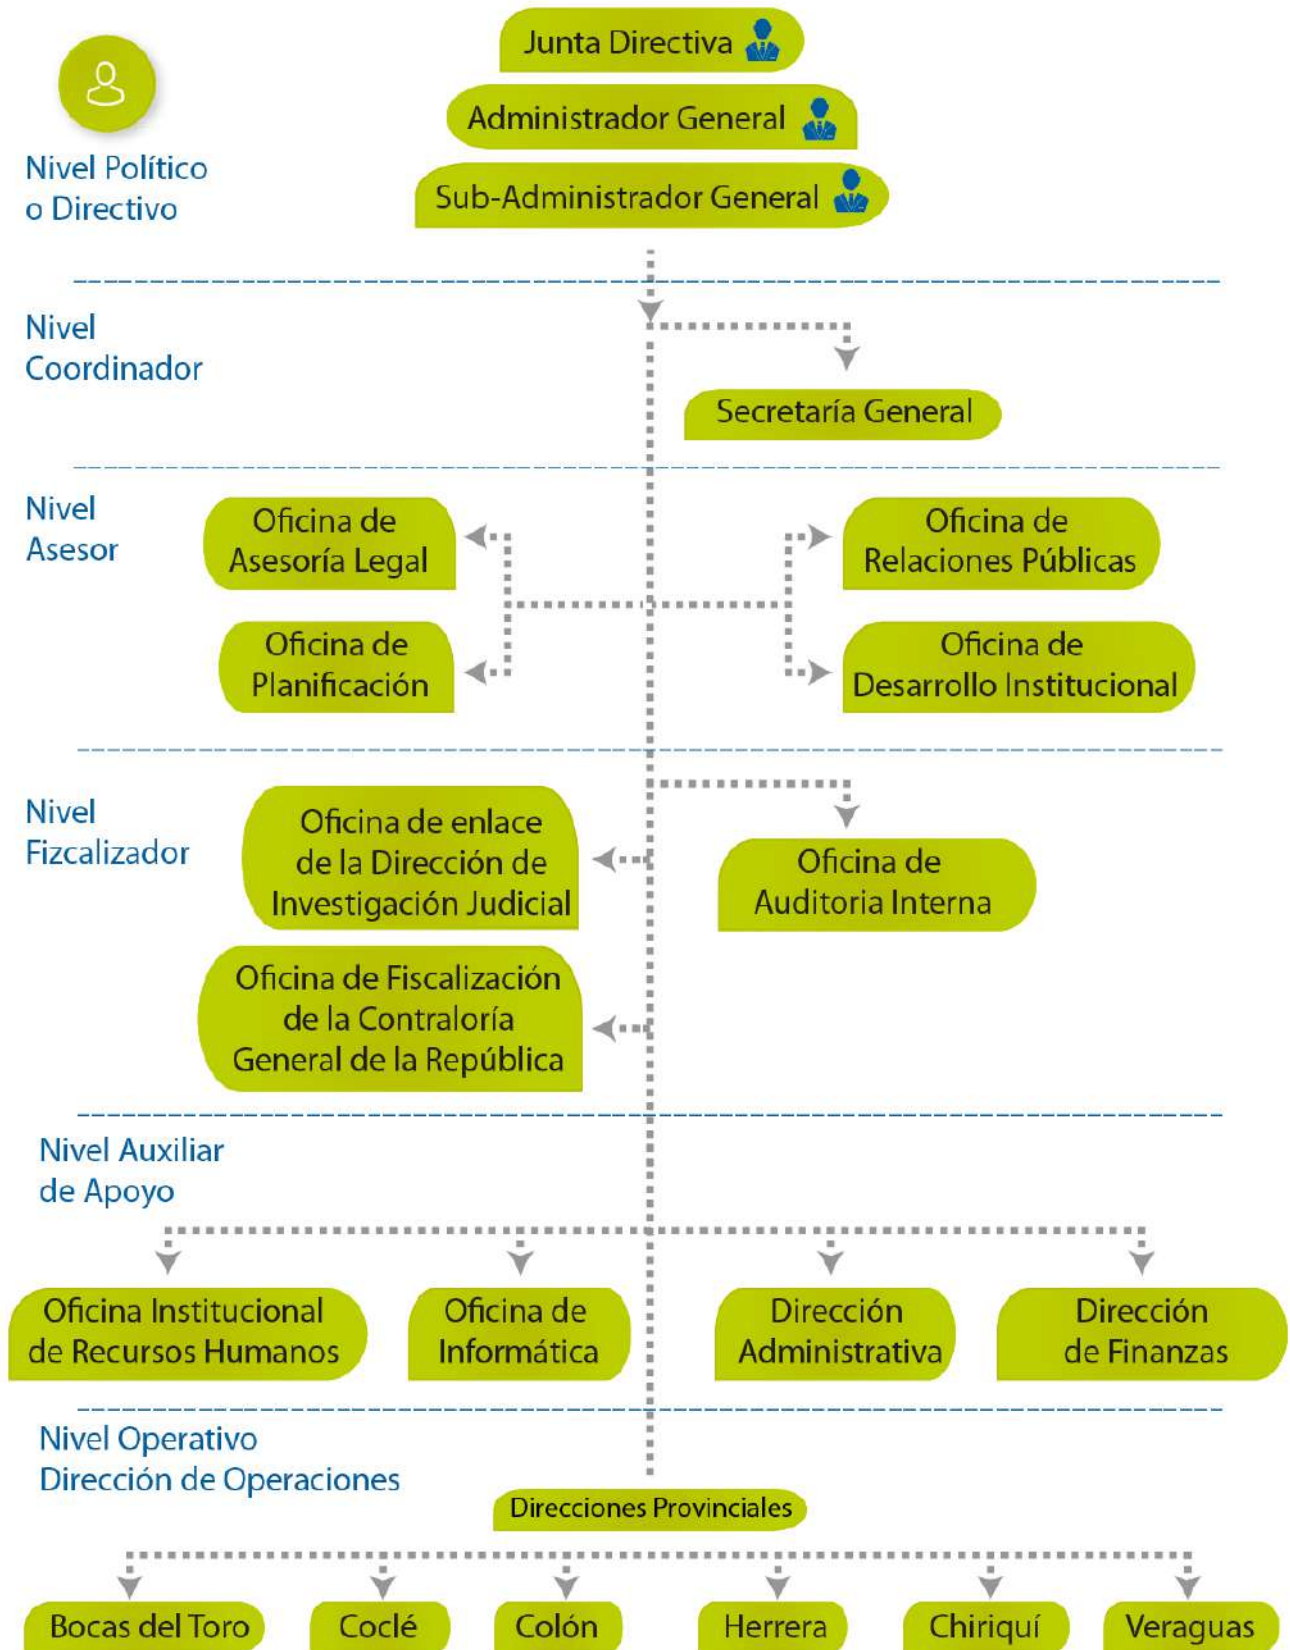 Junta Directiva
Administrador General
Sub-Administrador General
Nivel Político
o Directivo
Nivel
Coordinador
Secretaría General
Nivel
Asesor
Oficina de
Asesoría Legal
Oficina de
Relaciones Públicas
Oficina de
Planificación
Oficina de
Desarrollo Institucional
Nivel
Fizcalizador
Oficina de enlace
de la Dirección de
Investigación Judicial
Oficina de
Auditoria Interna
Oficina de Fiscalización
de la Contraloría
General de la República
Nivel Auxiliar
de Apoyo
Oficina Institucional
de Recursos Humanos
Oficina de
Informática
Dirección
Administrativa
Dirección
de Finanzas
Nivel Operativo
Dirección de Operaciones
Direcciones Provinciales
Bocas del Toro
Coclé
Colón
Herrera
Chiriquí
Veraguas